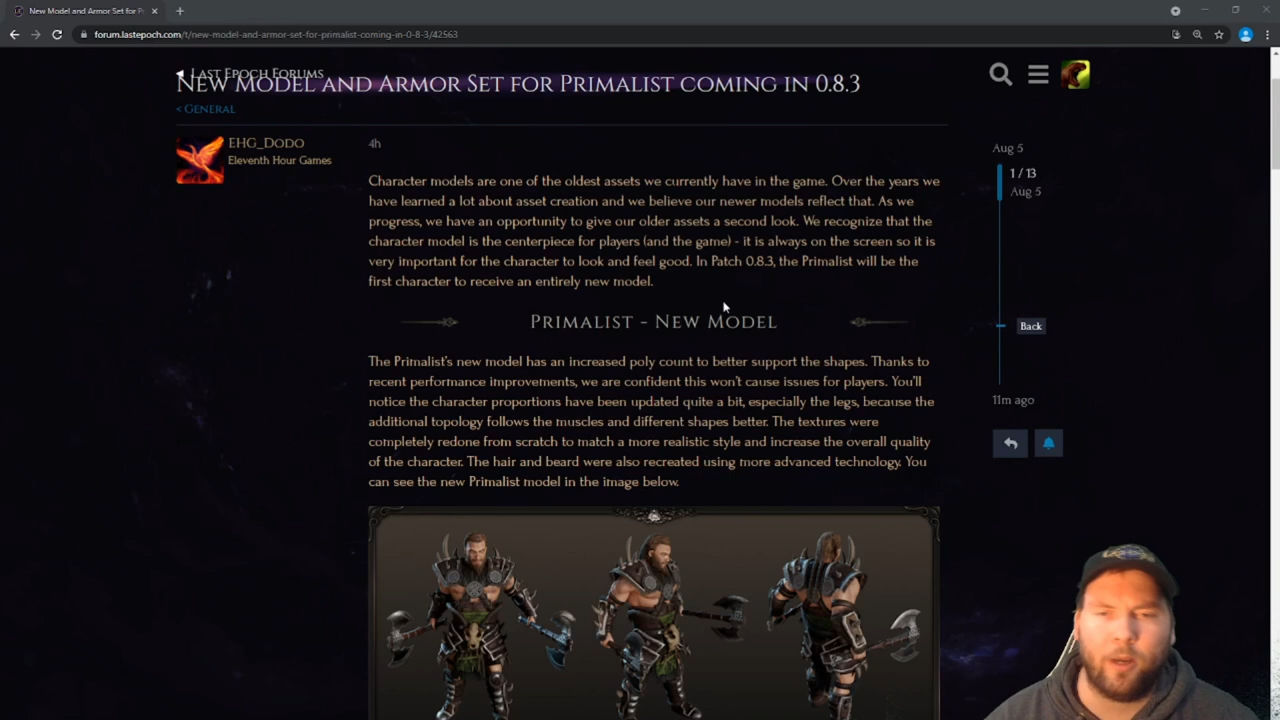 New Model and Armor Set for P
forum.lastepoch.com/t/new-model-and-armor-set-for-primalist-coming-in-0-8-3/42563
Last Epoch Forums
New Model and Armor Set for Primalist coming in 0.8.3
< General
EHG_Dodo
Eleventh Hour Games
4h
Character models are one of the oldest assets we currently have in the game. Over the years we
have learned a lot about asset creation and we believe our newer models reflect that. As we
progress, we have an opportunity to give our older assets a second look. We recognize that the
character model is the centerpiece for players (and the game) - it is always on the screen so it is
very important for the character to look and feel good. In Patch 0.8.3, the Primalist will be the
first character to receive an entirely new model.
Primalist - New Model
The Primalist's new model has an increased poly count to better support the shapes. Thanks to
recent performance improvements, we are confident this won't cause issues for players. You'll
notice the character proportions have been updated quite a bit, especially the legs, because the
additional topology follows the muscles and different shapes better. The textures were
completely redone from scratch to match a more realistic style and increase the overall quality
of the character. The hair and beard were also recreated using more advanced technology. You
can see the new Primalist model in the image below.
Aug 5
1 / 13
Aug 5
Back
11m ago